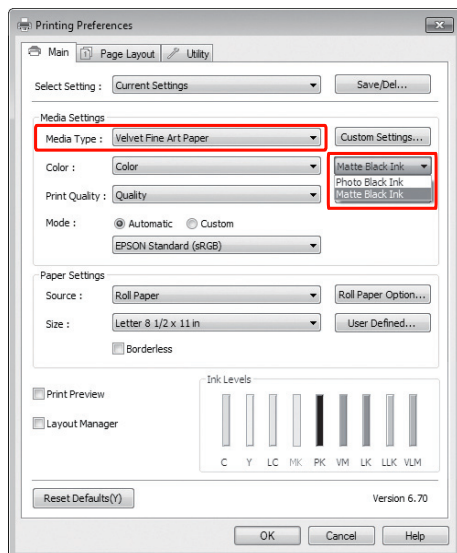 Printing Preferences
Main Page Layout Utility
Select Setting : Current Settings Save/Del...
Media Settings
Media Type : Velvet Fine Art Paper Custom Settings...
Color : Color Matte Black Ink
Photo Black Ink
Matte Black Ink
Print Quality : Quality
Mode : Automatic Custom
EPSON Standard (sRGB)
Paper Settings
Source : Roll Paper Roll Paper Option...
Size : Letter 8 1/2 x 11 in User Defined...
Borderless
Ink Levels
Print Preview
Layout Manager
C Y LC MK PK VM LK LLK VLM
Reset Defaults(Y) Version 6.70
OK Cancel Help